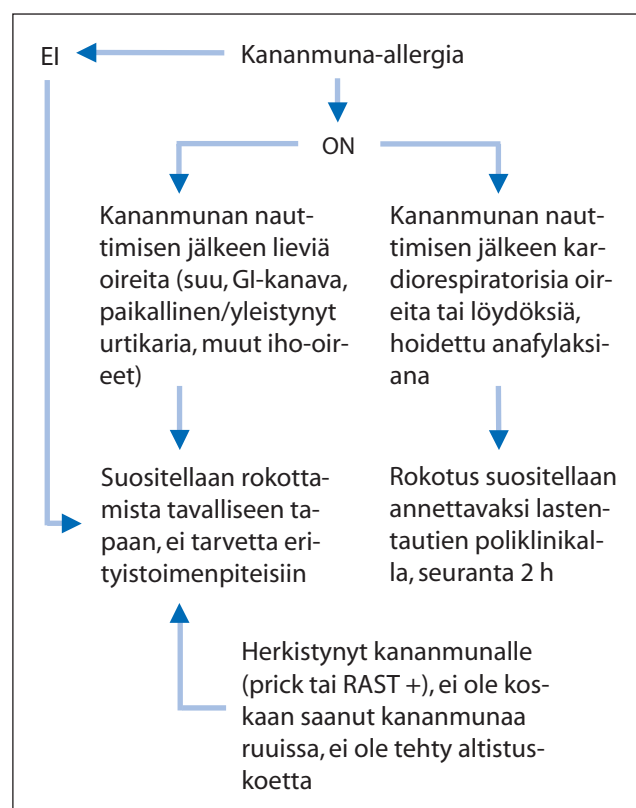 EI
Kananmuna-allergia
ON
Kananmunan naut-
timisen jälkeen lieviä
oireita (suu, GI-kanava,
paikallinen/yleistynyt
urtikaria, muut iho-oir-
eet)
Kananmunan naut-
timisen jälkeen kar-
diorespiratorisia oir-
eita tai löydöksiä,
hoidettu anafylaksi-
ana
Suositellaan rokotta-
mista tavalliseen ta-
paan, ei tarvetta eri-
tyistoimenpiteisiin
Rokotus suositellaan
annettavaksi lasten-
tautien poliklinikal-
la, seuranta 2 h
Herkistynyt kananmunalle
(prick tai RAST +), ei ole kos-
kaan saanut kananmunaa
ruuissa, ei ole tehty altistus-
koetta